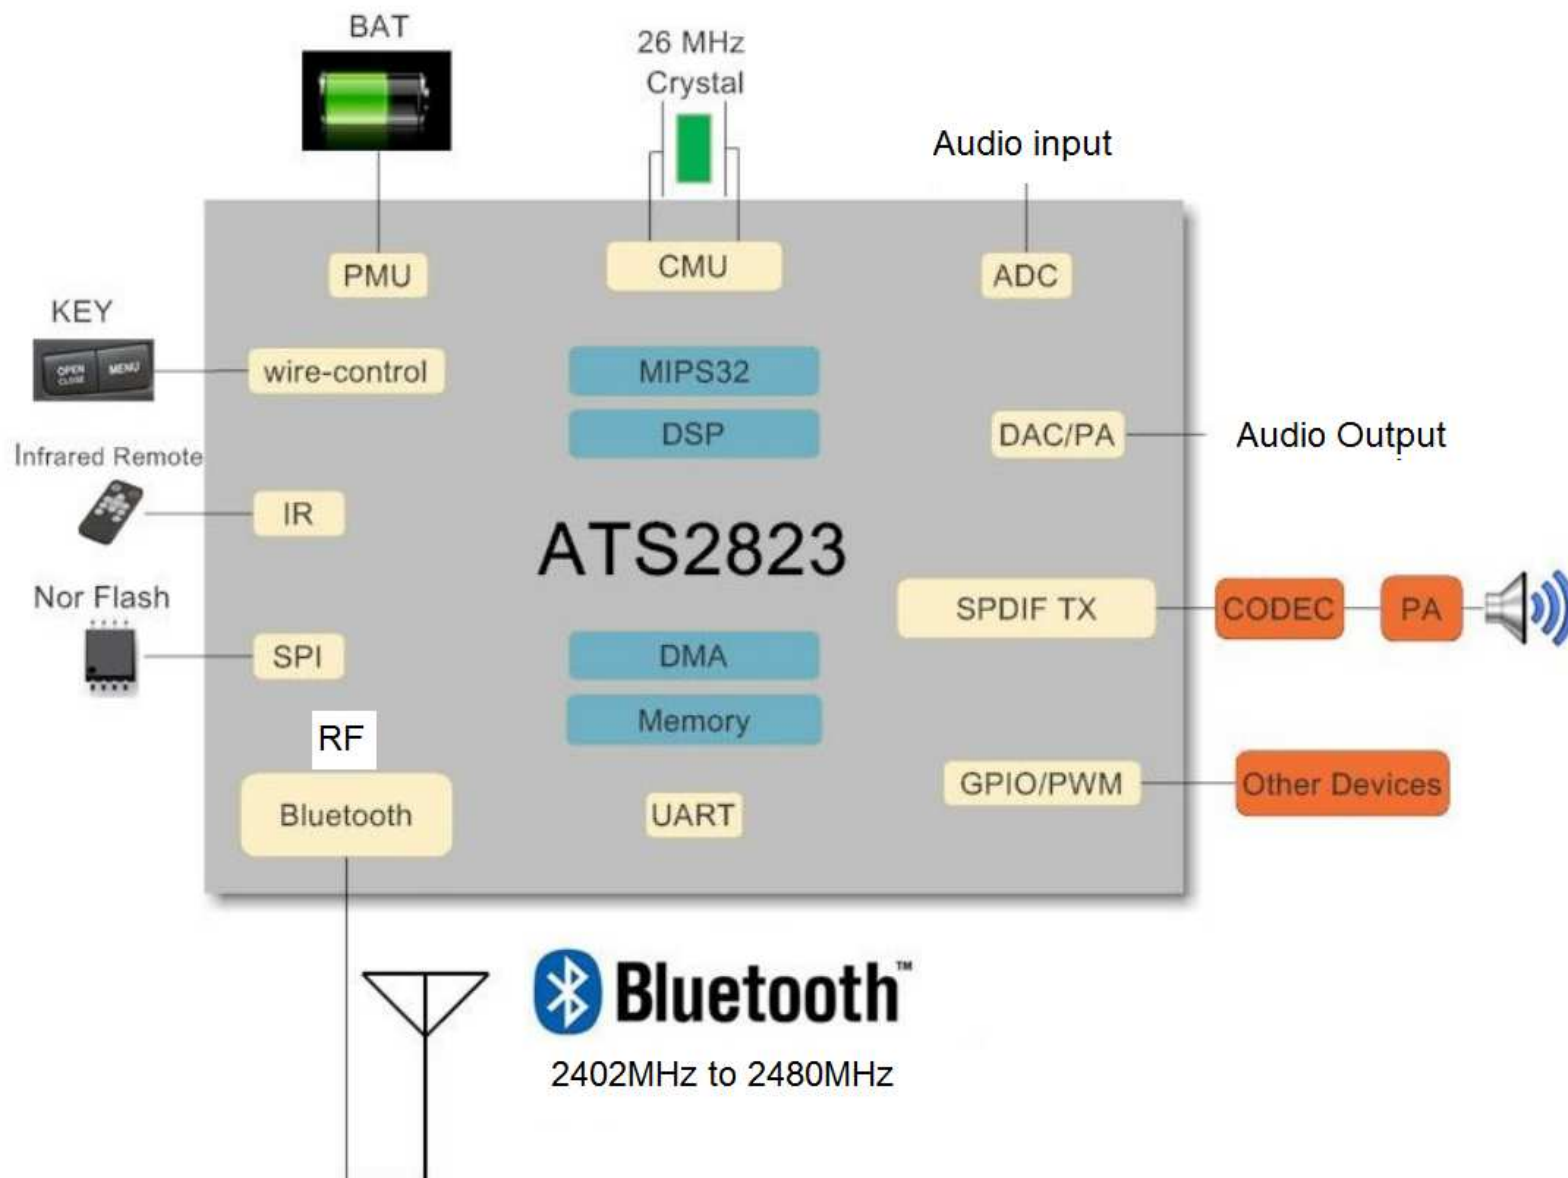 BAT
26 MHz
Crystal
Audio input
PMU
CMU
ADC
KEY
OPEN
CLOSE
MENU
wire-control
MIPS32
DSP
DAC/PA
Audio Output
Infrared Remote
IR
ATS2823
Nor Flash
SPI
SPDIF TX
CODEC
PA
DMA
Memory
RF
Bluetooth
UART
GPIO/PWM
Other Devices
Bluetooth™
2402MHz to 2480MHz